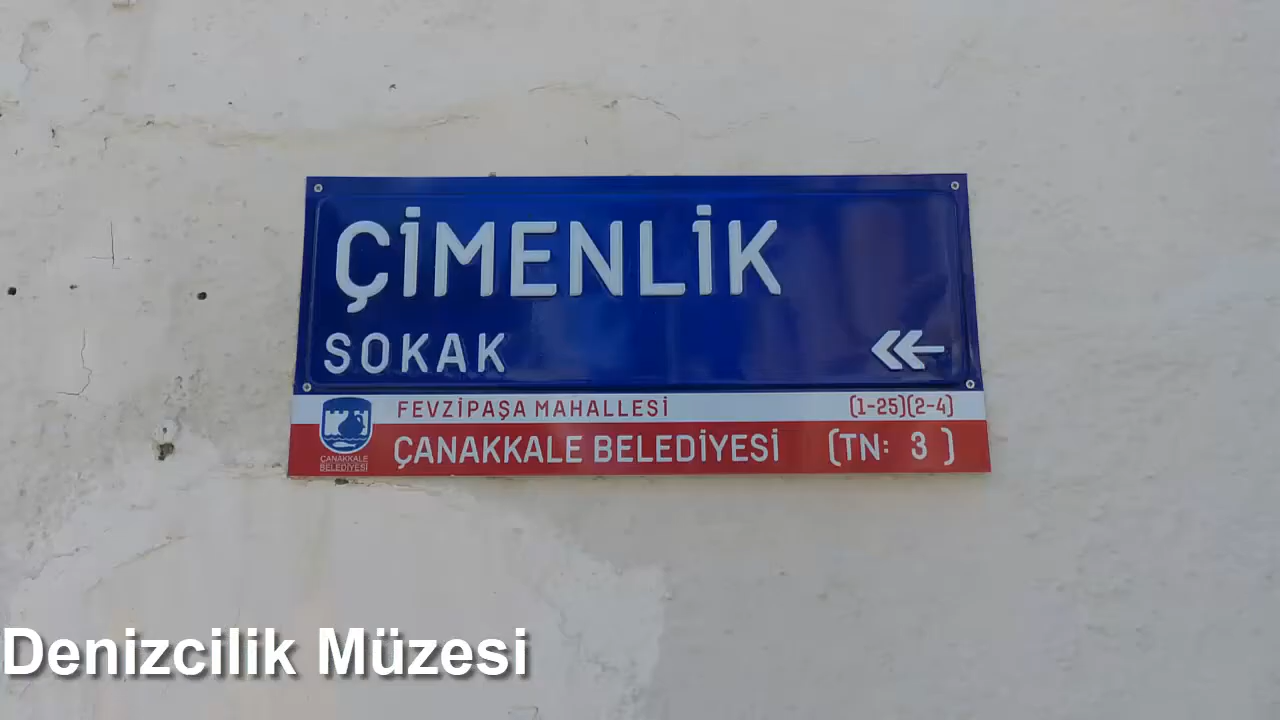 ÇİMENLİK
SOKAK
FEVZİPAŞA MAHALLESİ (1-25)(2-4)
ÇANAKKALE BELEDİYESİ (TN: 3 )
ÇANAKKALE
BELEDİYESİ
Denizcilik Müzesi